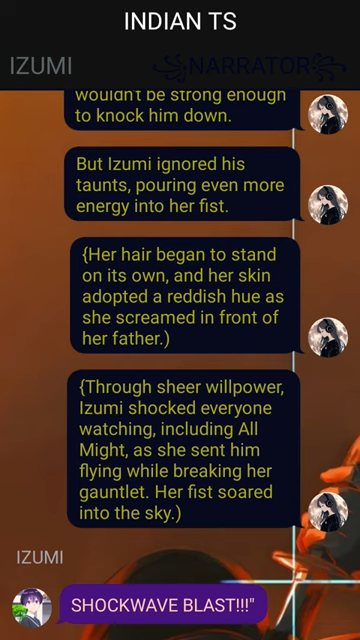 INDIAN TS
IZUMI
NARRATOR
wouldn't be strong enough
to knock him down.
But Izumi ignored his
taunts, pouring even more
energy into her fist.
{Her hair began to stand
on its own, and her skin
adopted a reddish hue as
she screamed in front of
her father.)
{Through sheer willpower,
Izumi shocked everyone
watching, including All
Might, as she sent him
flying while breaking her
gauntlet. Her fist soared
into the sky.)
IZUMI
SHOCKWAVE BLAST!!!"